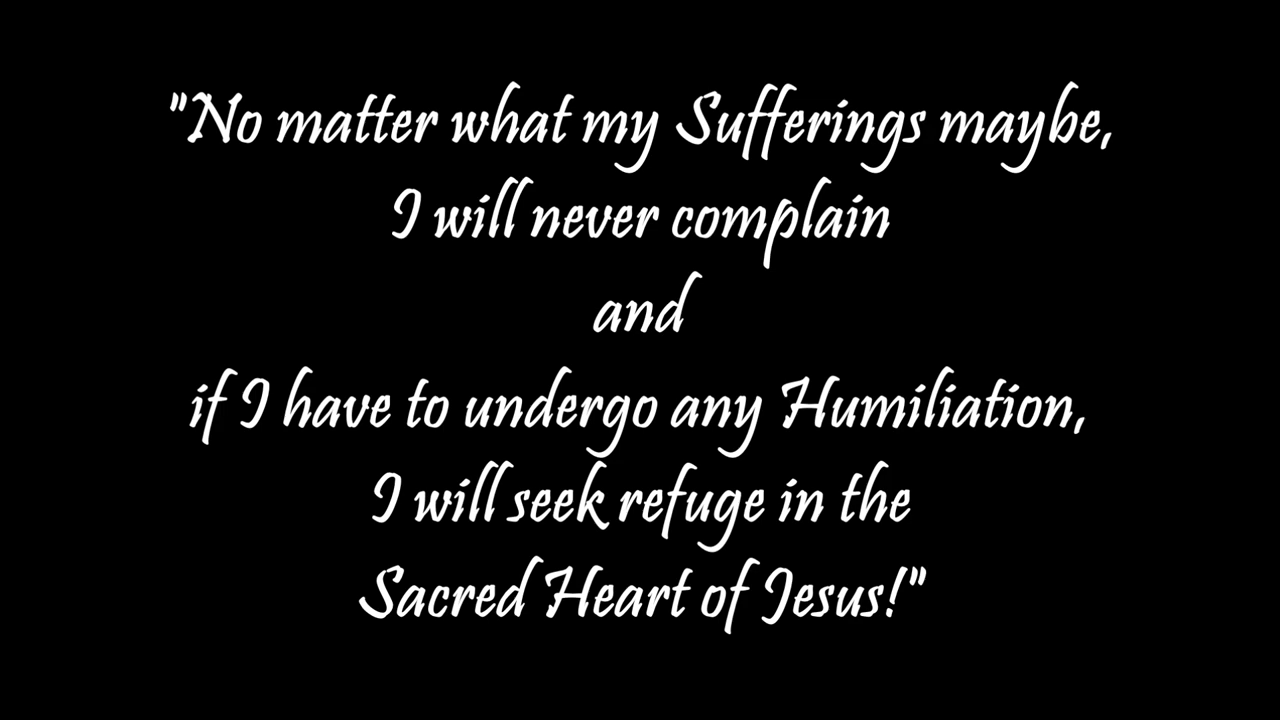 "No matter what my Sufferings maybe,
I will never complain
and
if I have to undergo any Humiliation,
I will seek refuge in the
Sacred Heart of Jesus!"